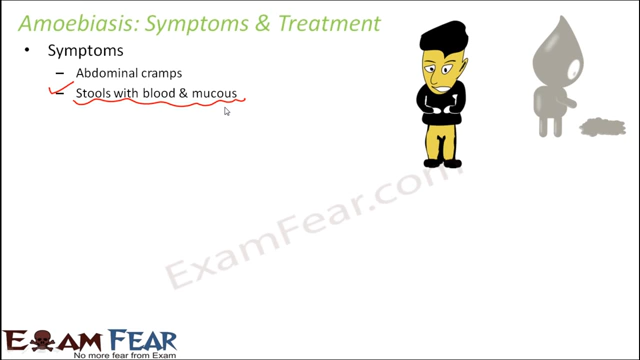 Amoebiasis: Symptoms & Treatment
• Symptoms
– Abdominal cramps
– Stools with blood & mucous
ExamFear.com
EXAM FEAR
No more fear from Exam